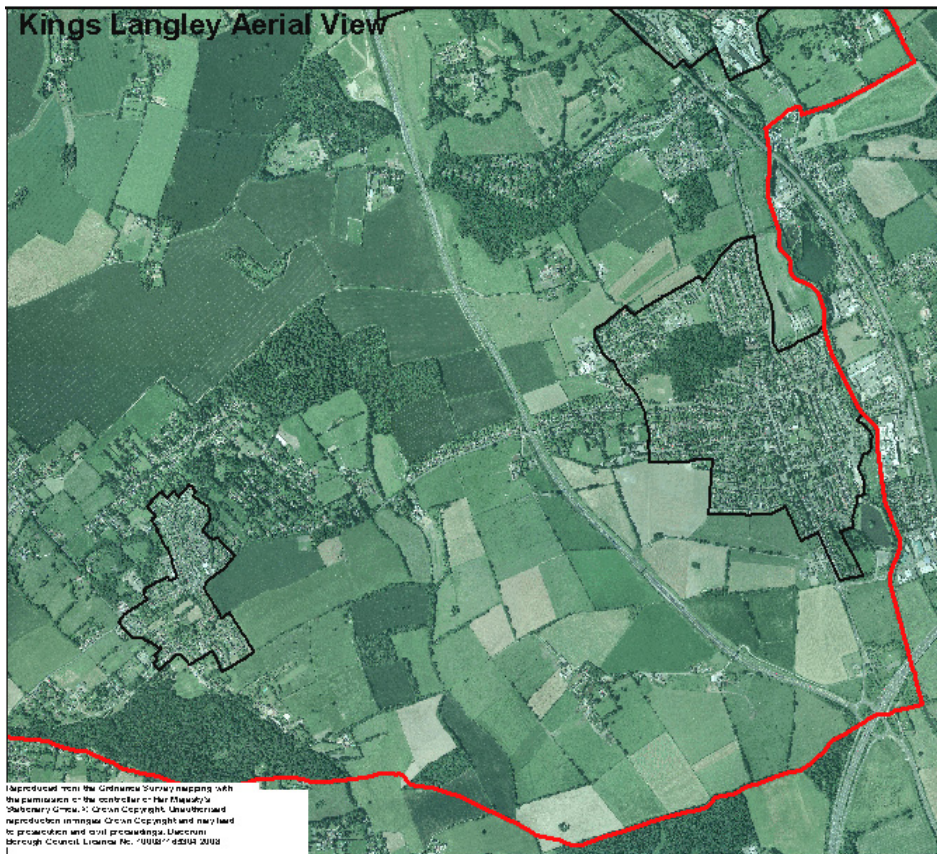 Kings Langley Aerial View
Reproduced from the Ordnance Survey mapping with
the permission of the controller of Her Majesty's
Stationery Office. © Crown Copyright. Unauthorised
reproduction infringes Crown Copyright and may lead
to prosecution and civil proceedings. Dacorum
Borough Council. Licence No. 2008